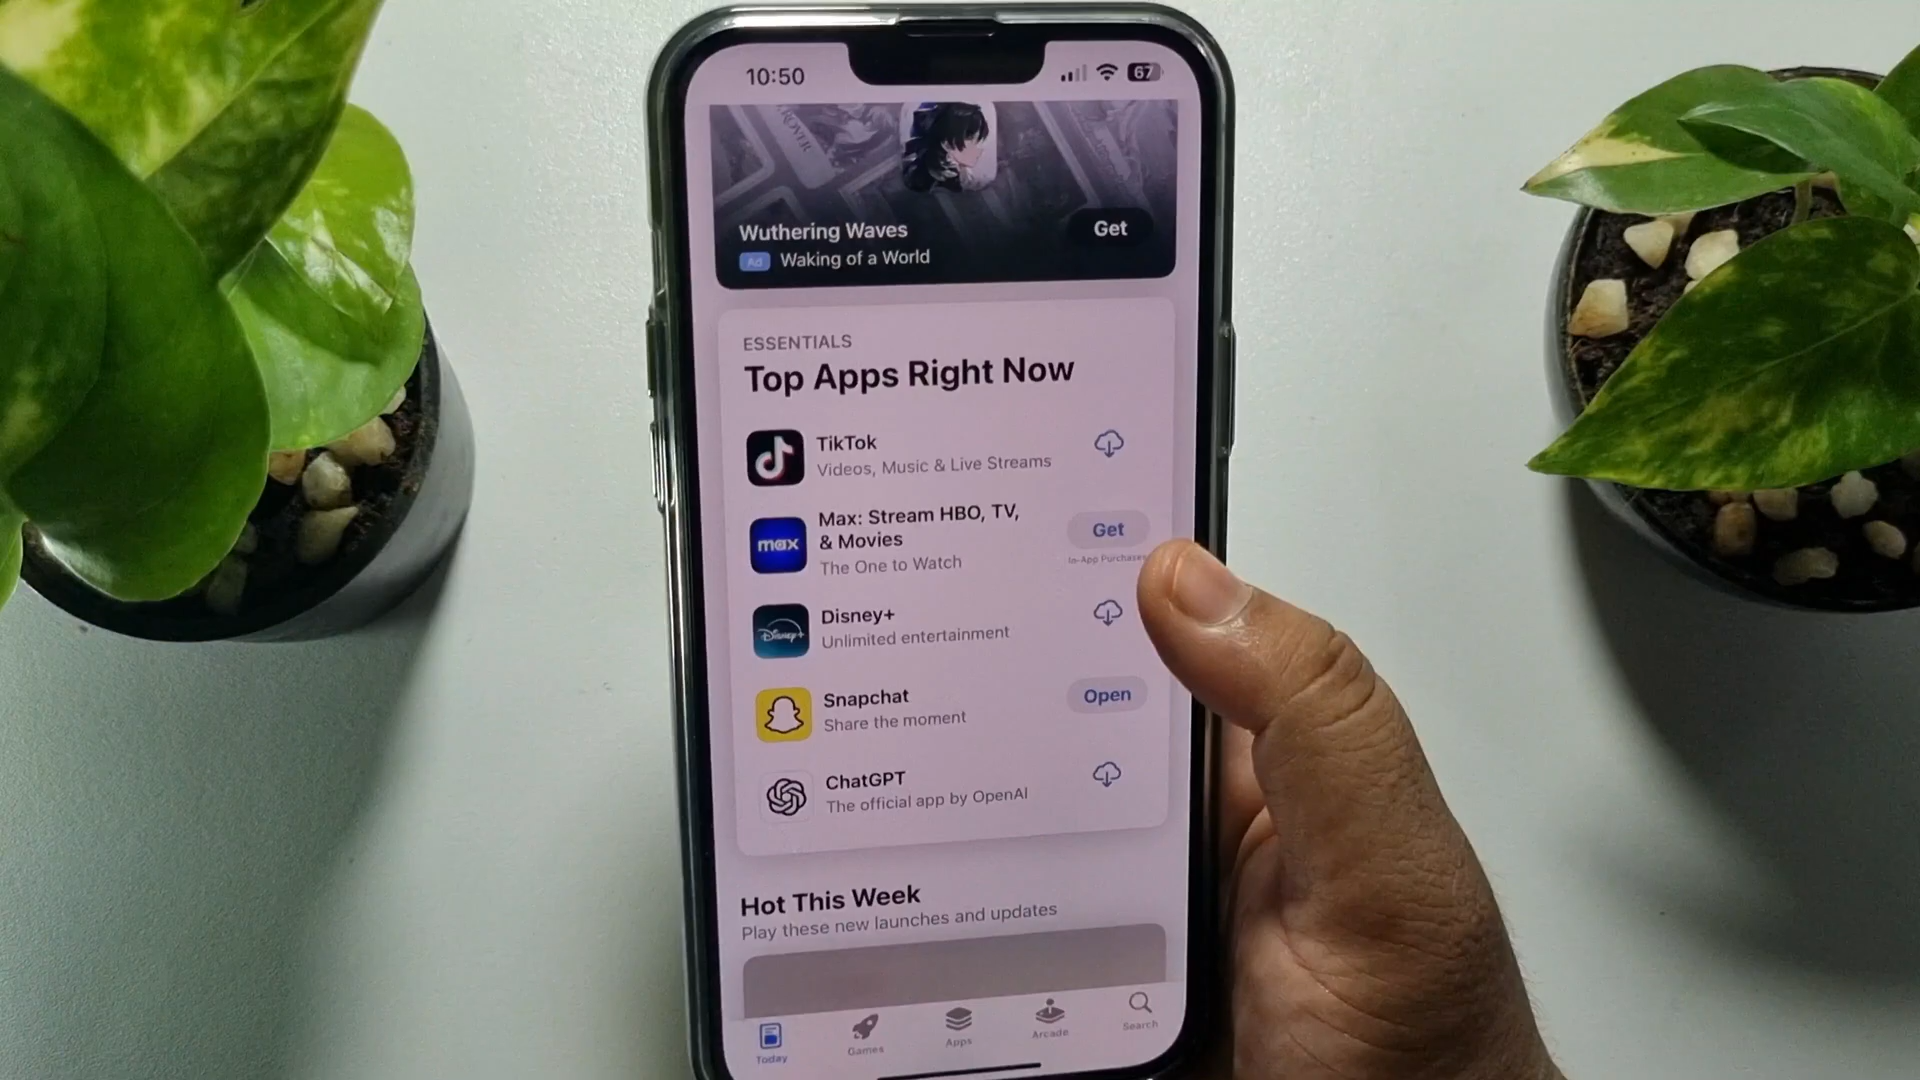 10:50
67
Wuthering Waves
Get
Ad Waking of a World
ESSENTIALS
Top Apps Right Now
TikTok
Videos, Music & Live Streams
max
Max: Stream HBO, TV,
& Movies
The One to Watch
Get
In-App Purchases
Disney+
Disney+
Unlimited entertainment
Snapchat
Share the moment
Open
ChatGPT
The official app by OpenAI
Hot This Week
Play these new launches and updates
Today
Games
Apps
Arcade
Search